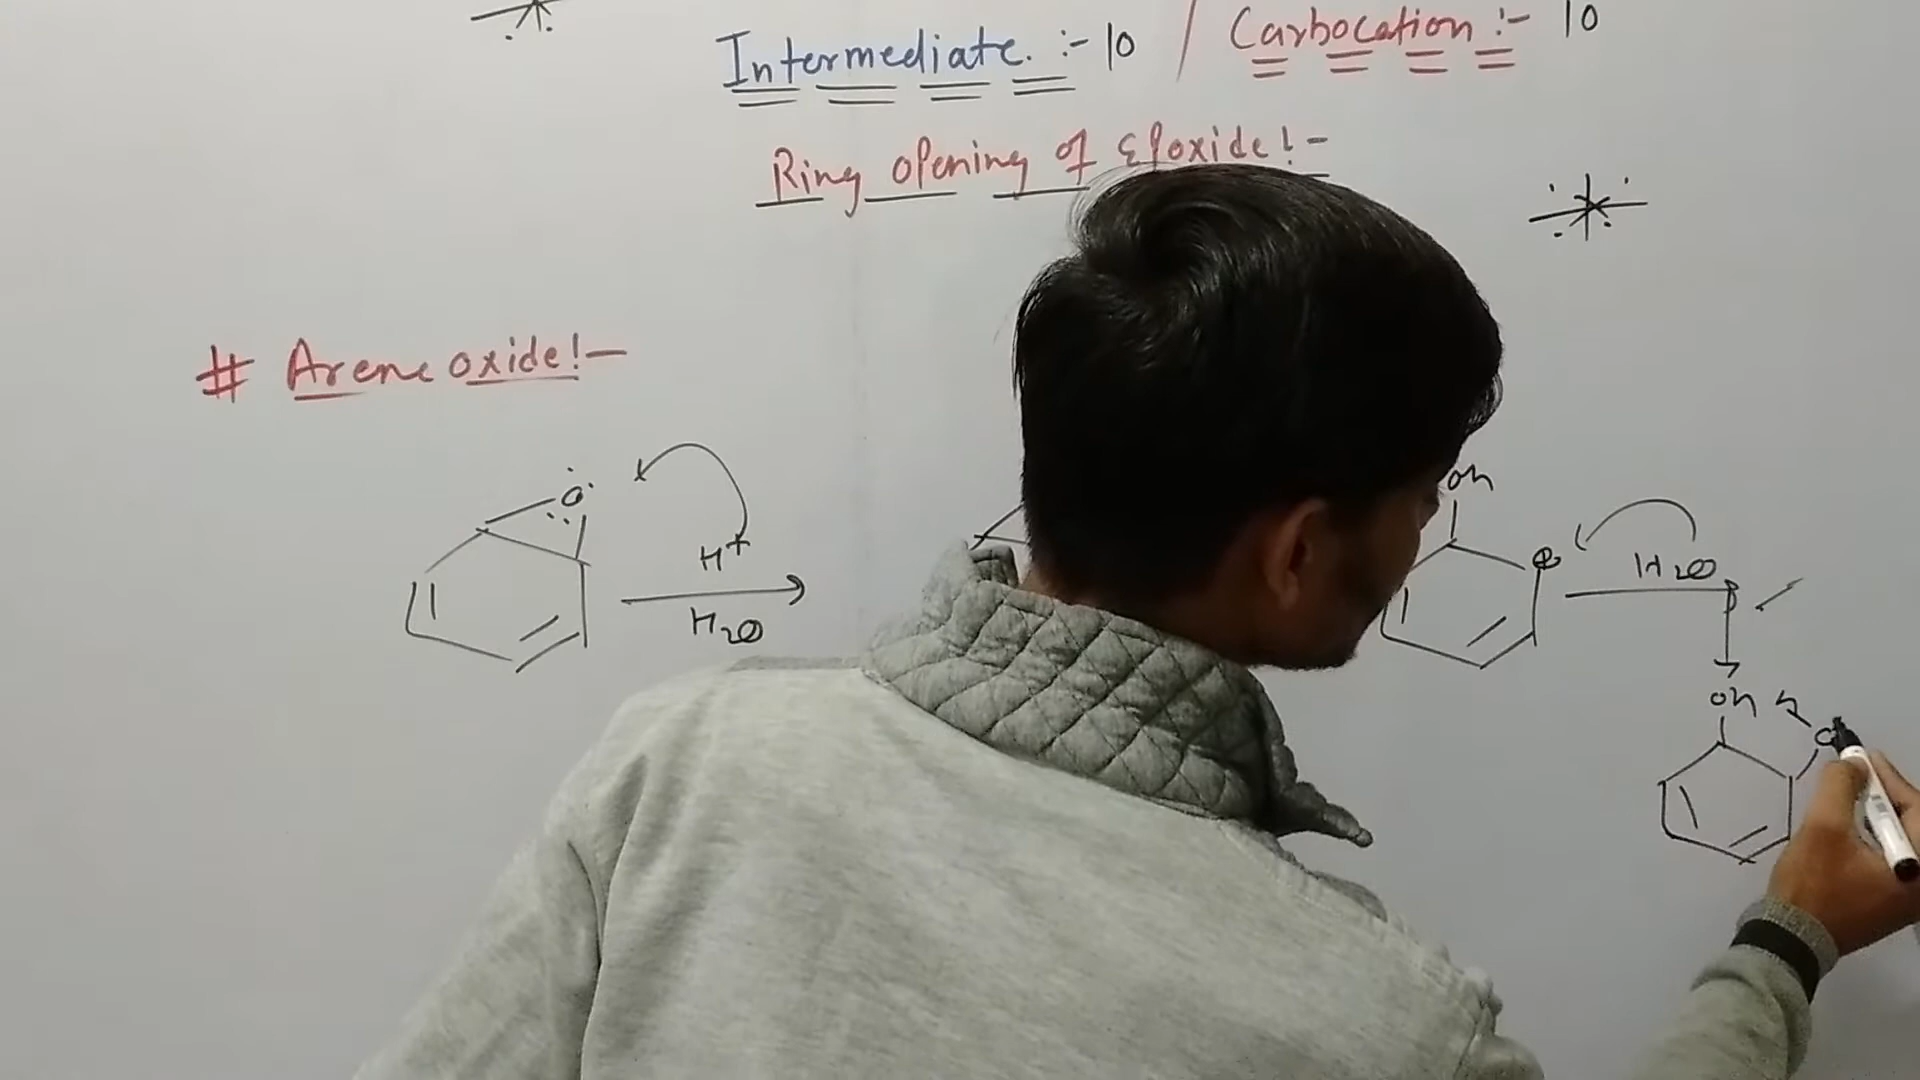 Intermediate :- 10 / Carbocation :- 10
Ring opening of Epoxide :-
# Arene oxide :-
O
H+
H2O
OH
⊕
H2O
OH H
O